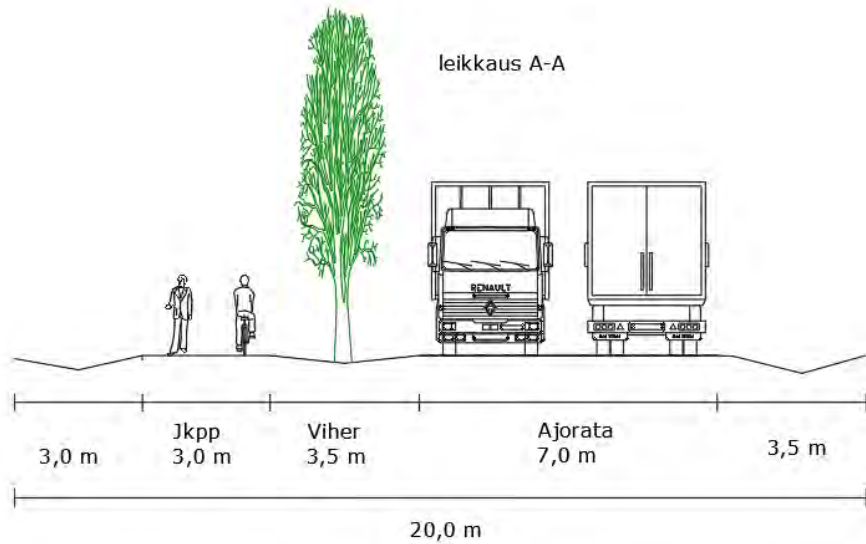 leikkaus A-A
RENAULT
Jkpp
3,0 m
3,0 m
Viher
3,5 m
Ajorata
7,0 m
3,5 m
20,0 m